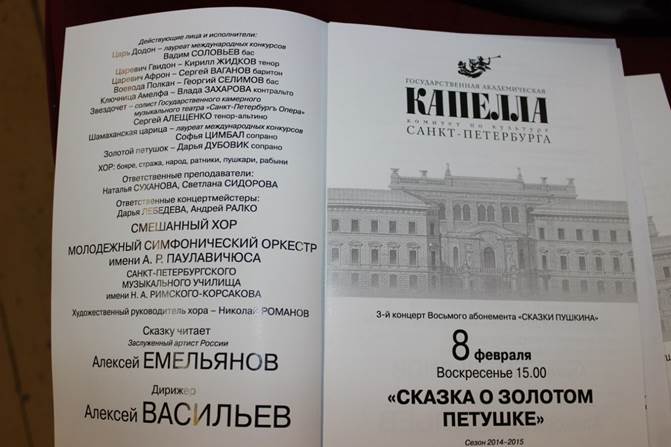 Действующие лица и исполнители:
Царь Додон – лауреат международных конкурсов
Вадим СОЛОВЬЕВ бас
Царевич Гвидон – Кирилл ЖИДКОВ тенор
Царевич Афрон – Сергей ВАГАНОВ баритон
Воевода Полкан – Георгий СЕЛИМОВ бас
Ключница Амелфа – Влада ЗАХАРОВА контральто
Звездочет – солист Государственного камерного
музыкального театра «Санкт-Петербургъ Опера»
Сергей АЛЕЩЕНКО тенор-альтино
Шамаханская царица – лауреат международных конкурсов
Софья ЦИМБАЛ сопрано
Золотой петушок – Дарья ДУБОВИК сопрано
ХОР: бояре, стража, народ, ратники, пушкари, рабыни
Ответственные преподаватели:
Наталья СУХАНОВА, Светлана СИДОРОВА
Ответственные концертмейстеры:
Дарья ЛЕБЕДЕВА, Андрей РАЛКО
СМЕШАННЫЙ ХОР
МОЛОДЕЖНЫЙ СИМФОНИЧЕСКИЙ ОРКЕСТР
имени А. Р. ПАУЛАВИЧЮСА
САНКТ-ПЕТЕРБУРГСКОГО
МУЗЫКАЛЬНОГО УЧИЛИЩА
ИМЕНИ Н. А. РИМСКОГО-КОРСАКОВА
Художественный руководитель хора – Николай РОМАНОВ
Сказку читает
Заслуженный артист России
Алексей ЕМЕЛЬЯНОВ
Дирижер
Алексей ВАСИЛЬЕВ
ГОСУДАРСТВЕННАЯ АКАДЕМИЧЕСКАЯ
КАПЕЛЛА
комитет по культуре
САНКТ-ПЕТЕРБУРГА
3-й концерт Восьмого абонемента «СКАЗКИ ПУШКИНА»
8 февраля
Воскресенье 15.00
«СКАЗКА О ЗОЛОТОМ
ПЕТУШКЕ»
Сезон 2014–2015